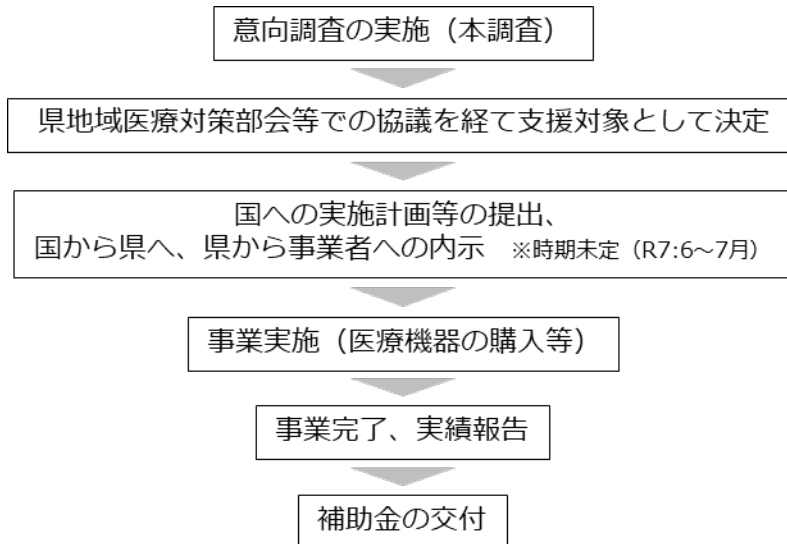 意向調査の実施（本調査）
県地域医療対策部会等での協議を経て支援対象として決定
国への実施計画等の提出、
国から県へ、県から事業者への内示　※時期未定（R7:6～7月）
事業実施（医療機器の購入等）
事業完了、実績報告
補助金の交付